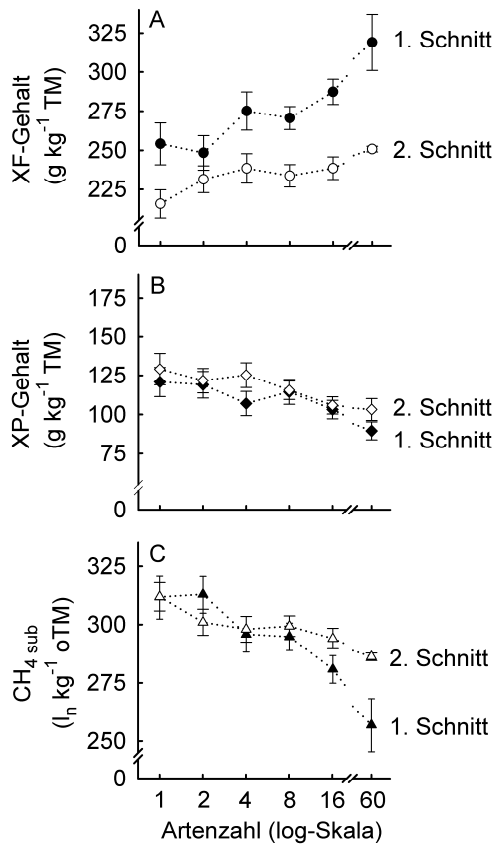 A
XF-Gehalt
(g kg⁻¹ TM)
325
300
275
250
225
0
1. Schnitt
2. Schnitt
B
XP-Gehalt
(g kg⁻¹ TM)
175
150
125
100
75
0
2. Schnitt
1. Schnitt
C
CH₄ sub
(lₙ kg⁻¹ oTM)
325
300
275
250
0
2. Schnitt
1. Schnitt
1 2 4 8 16 60
Artenzahl (log-Skala)